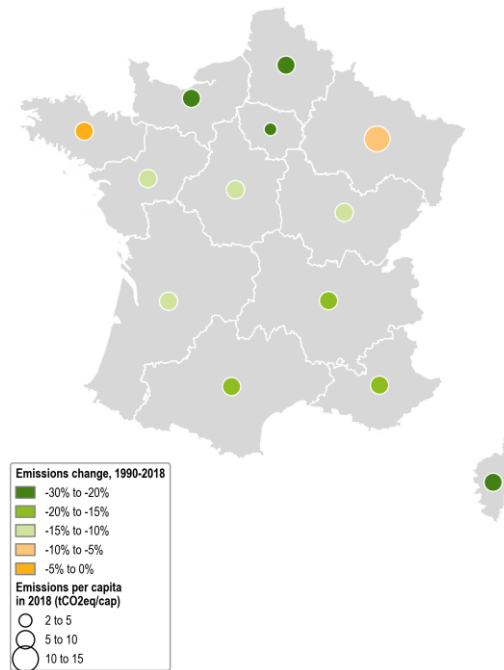 Emissions change, 1990-2018
-30% to -20%
-20% to -15%
-15% to -10%
-10% to -5%
-5% to 0%
Emissions per capita
in 2018 (tCO2eq/cap)
2 to 5
5 to 10
10 to 15